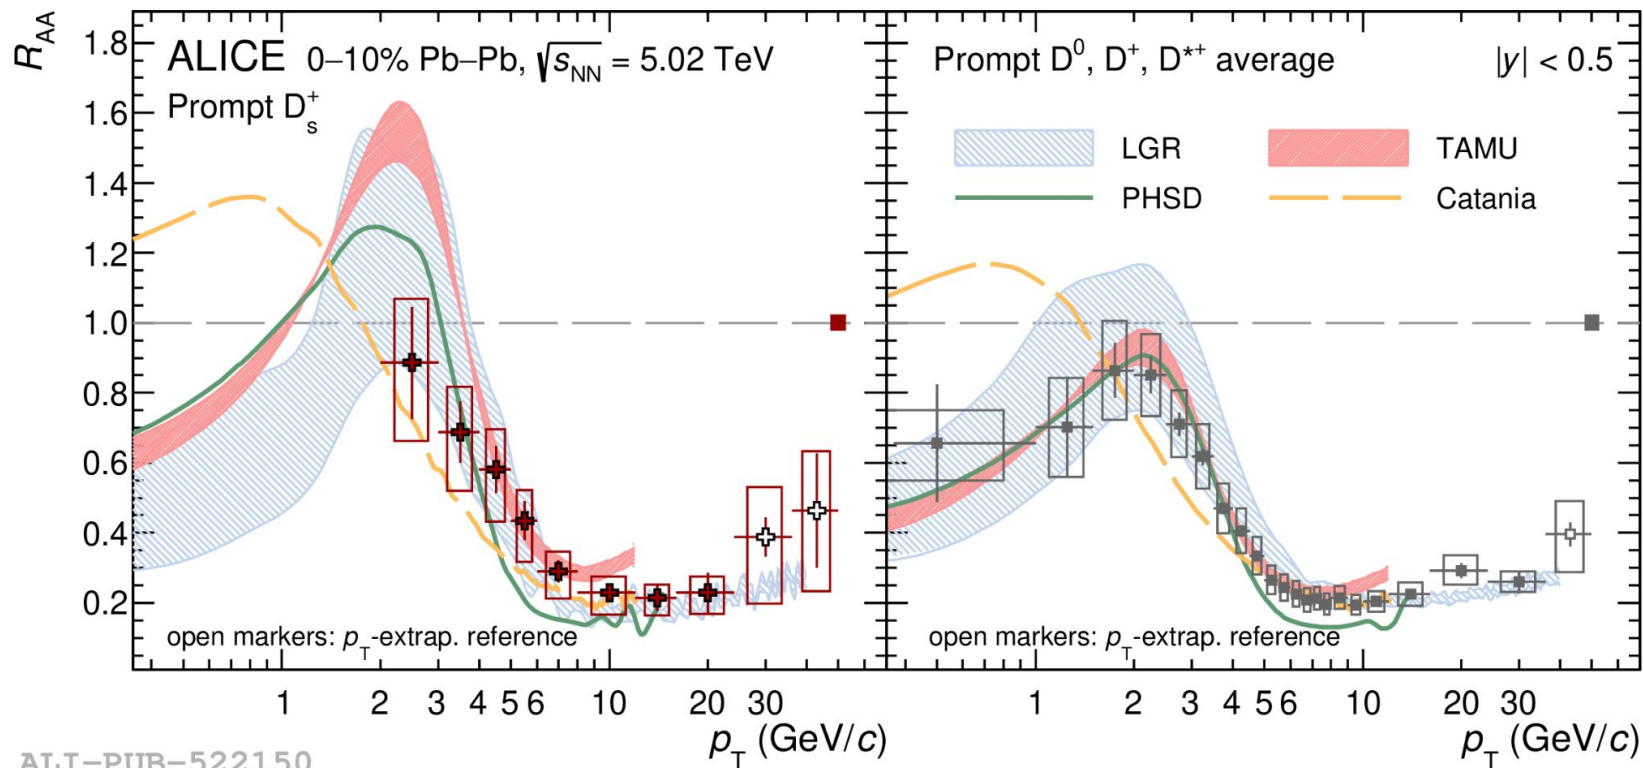 R_AA
1.8
1.6
1.4
1.2
1.0
0.8
0.6
0.4
0.2
ALICE 0–10% Pb–Pb, √s_NN = 5.02 TeV
Prompt D_s^+
open markers: p_T-extrap. reference
1 2 3 4 5 6 10 20 30
p_T (GeV/c)
Prompt D^0, D^+, D^*+ average |y| < 0.5
LGR TAMU
PHSD Catania
open markers: p_T-extrap. reference
1 2 3 4 5 6 10 20 30
p_T (GeV/c)
ALI-PUB-522150